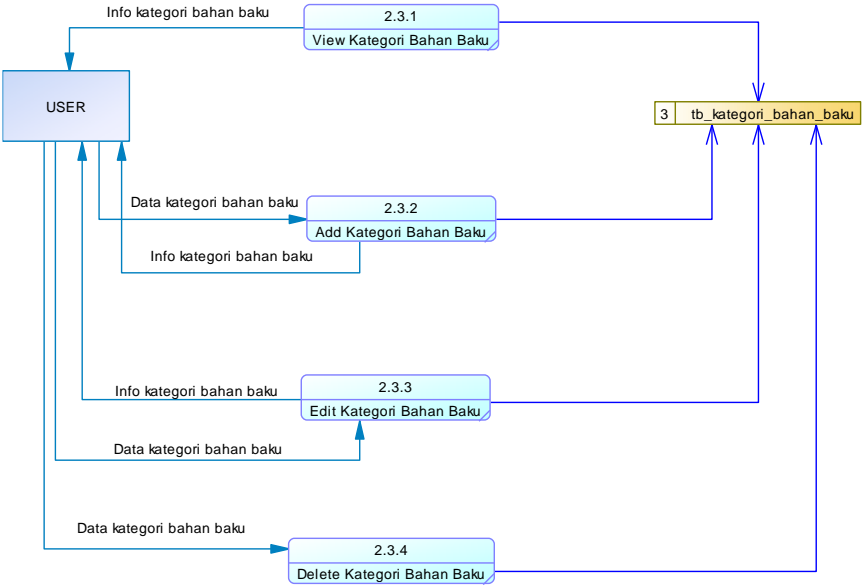 Info kategori bahan baku
2.3.1
View Kategori Bahan Baku
USER
3 tb_kategori_bahan_baku
Data kategori bahan baku
2.3.2
Add Kategori Bahan Baku
Info kategori bahan baku
2.3.3
Info kategori bahan baku
Edit Kategori Bahan Baku
Data kategori bahan baku
Data kategori bahan baku
2.3.4
Delete Kategori Bahan Baku